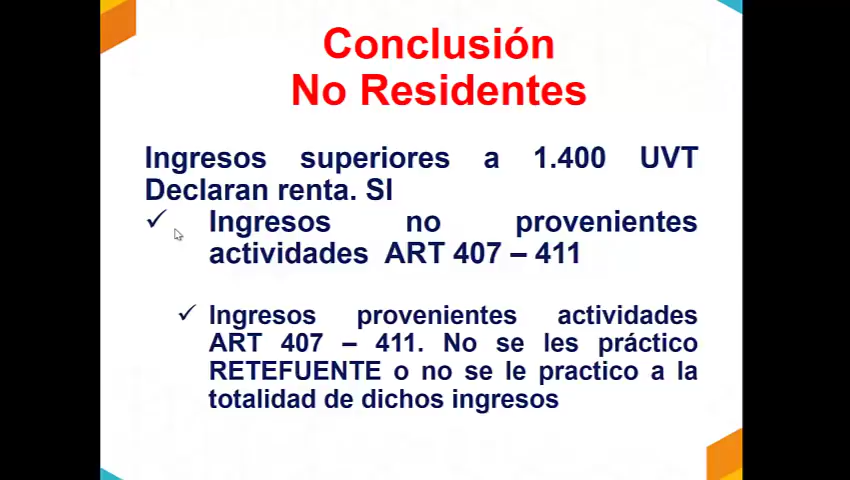 Conclusión
No Residentes
Ingresos superiores a 1.400 UVT
Declaran renta. SI
✓ Ingresos no provenientes
actividades ART 407 – 411
✓ Ingresos provenientes actividades
ART 407 – 411. No se les práctico
RETEFUENTE o no se le practico a la
totalidad de dichos ingresos